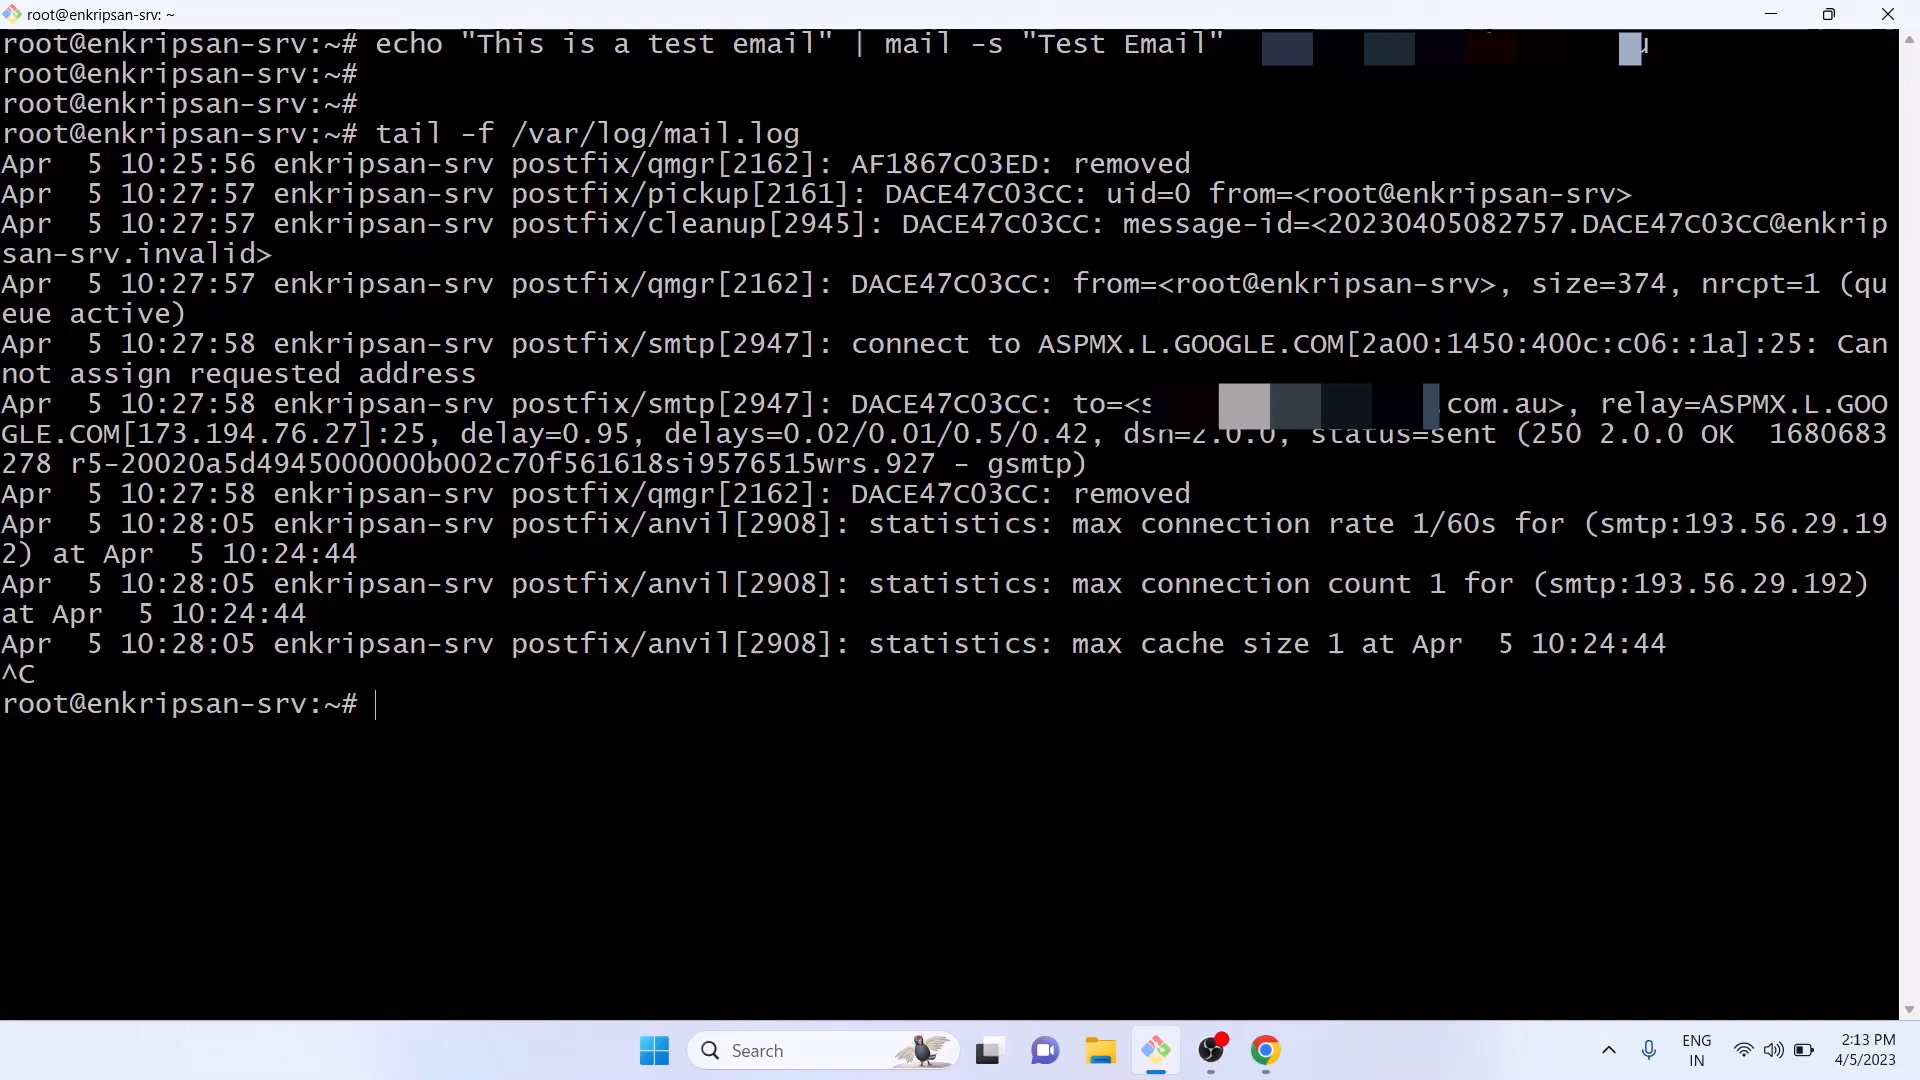 root@enkripsan-srv: ~
root@enkripsan-srv:~# echo "This is a test email" | mail -s "Test Email"
root@enkripsan-srv:~#
root@enkripsan-srv:~#
root@enkripsan-srv:~# tail -f /var/log/mail.log
Apr  5 10:25:56 enkripsan-srv postfix/qmgr[2162]: AF1867C03ED: removed
Apr  5 10:27:57 enkripsan-srv postfix/pickup[2161]: DACE47C03CC: uid=0 from=<root@enkripsan-srv>
Apr  5 10:27:57 enkripsan-srv postfix/cleanup[2945]: DACE47C03CC: message-id=<20230405082757.DACE47C03CC@enkrip
san-srv.invalid>
Apr  5 10:27:57 enkripsan-srv postfix/qmgr[2162]: DACE47C03CC: from=<root@enkripsan-srv>, size=374, nrcpt=1 (qu
eue active)
Apr  5 10:27:58 enkripsan-srv postfix/smtp[2947]: connect to ASPMX.L.GOOGLE.COM[2a00:1450:400c:c06::1a]:25: Can
not assign requested address
Apr  5 10:27:58 enkripsan-srv postfix/smtp[2947]: DACE47C03CC: to=<s com.au>, relay=ASPMX.L.GOO
GLE.COM[173.194.76.27]:25, delay=0.95, delays=0.02/0.01/0.5/0.42, dsn=2.0.0, status=sent (250 2.0.0 OK  1680683
278 r5-20020a5d4945000000b002c70f561618si9576515wrs.927 - gsmtp)
Apr  5 10:27:58 enkripsan-srv postfix/qmgr[2162]: DACE47C03CC: removed
Apr  5 10:28:05 enkripsan-srv postfix/anvil[2908]: statistics: max connection rate 1/60s for (smtp:193.56.29.19
2) at Apr  5 10:24:44
Apr  5 10:28:05 enkripsan-srv postfix/anvil[2908]: statistics: max connection count 1 for (smtp:193.56.29.192)
at Apr  5 10:24:44
Apr  5 10:28:05 enkripsan-srv postfix/anvil[2908]: statistics: max cache size 1 at Apr  5 10:24:44
^C
root@enkripsan-srv:~#
Search
ENG
IN
2:13 PM
4/5/2023